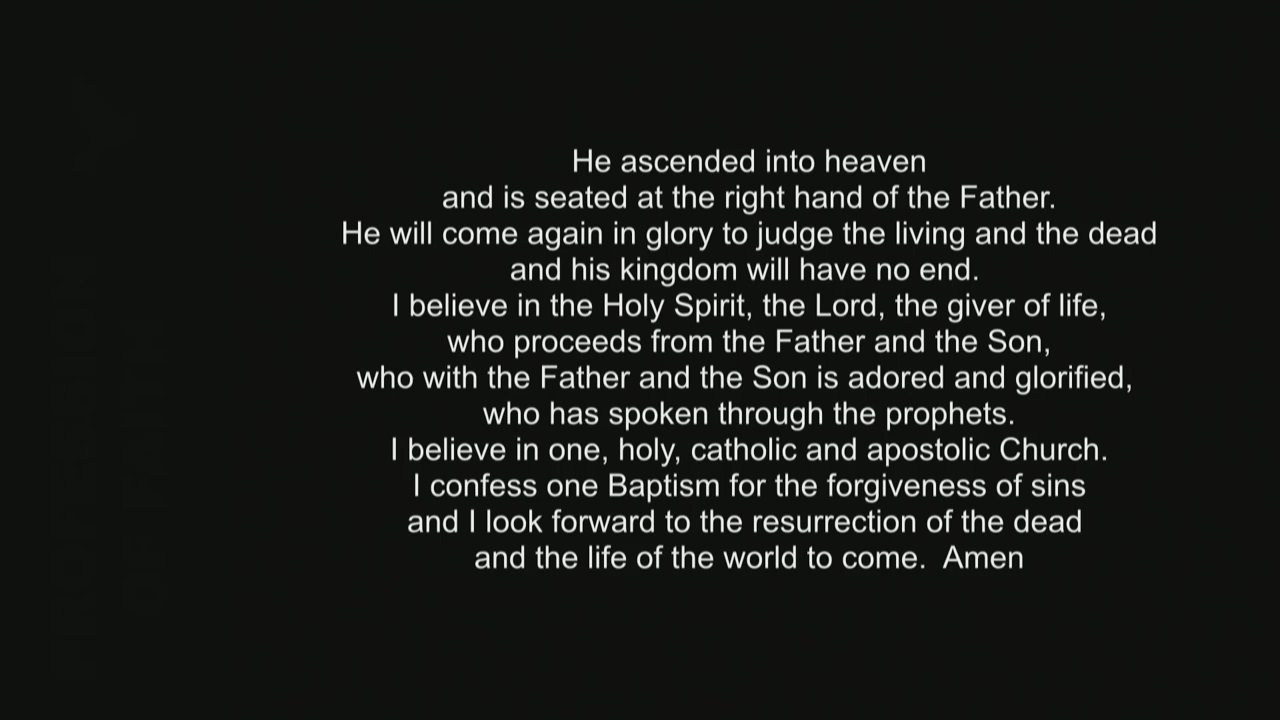 He ascended into heaven
and is seated at the right hand of the Father.
He will come again in glory to judge the living and the dead
and his kingdom will have no end.
I believe in the Holy Spirit, the Lord, the giver of life,
who proceeds from the Father and the Son,
who with the Father and the Son is adored and glorified,
who has spoken through the prophets.
I believe in one, holy, catholic and apostolic Church.
I confess one Baptism for the forgiveness of sins
and I look forward to the resurrection of the dead
and the life of the world to come.  Amen